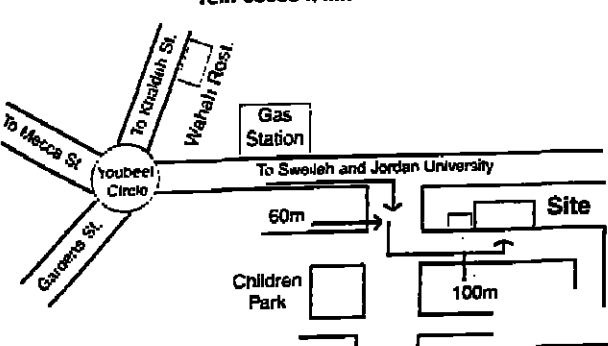 To Khaldah St.
Wahah Rost.
To Mecca St
Gas
Station
Youbeel
Circle
To Sweileh and Jordan University
Gardens St.
60m
Site
Children
Park
100m